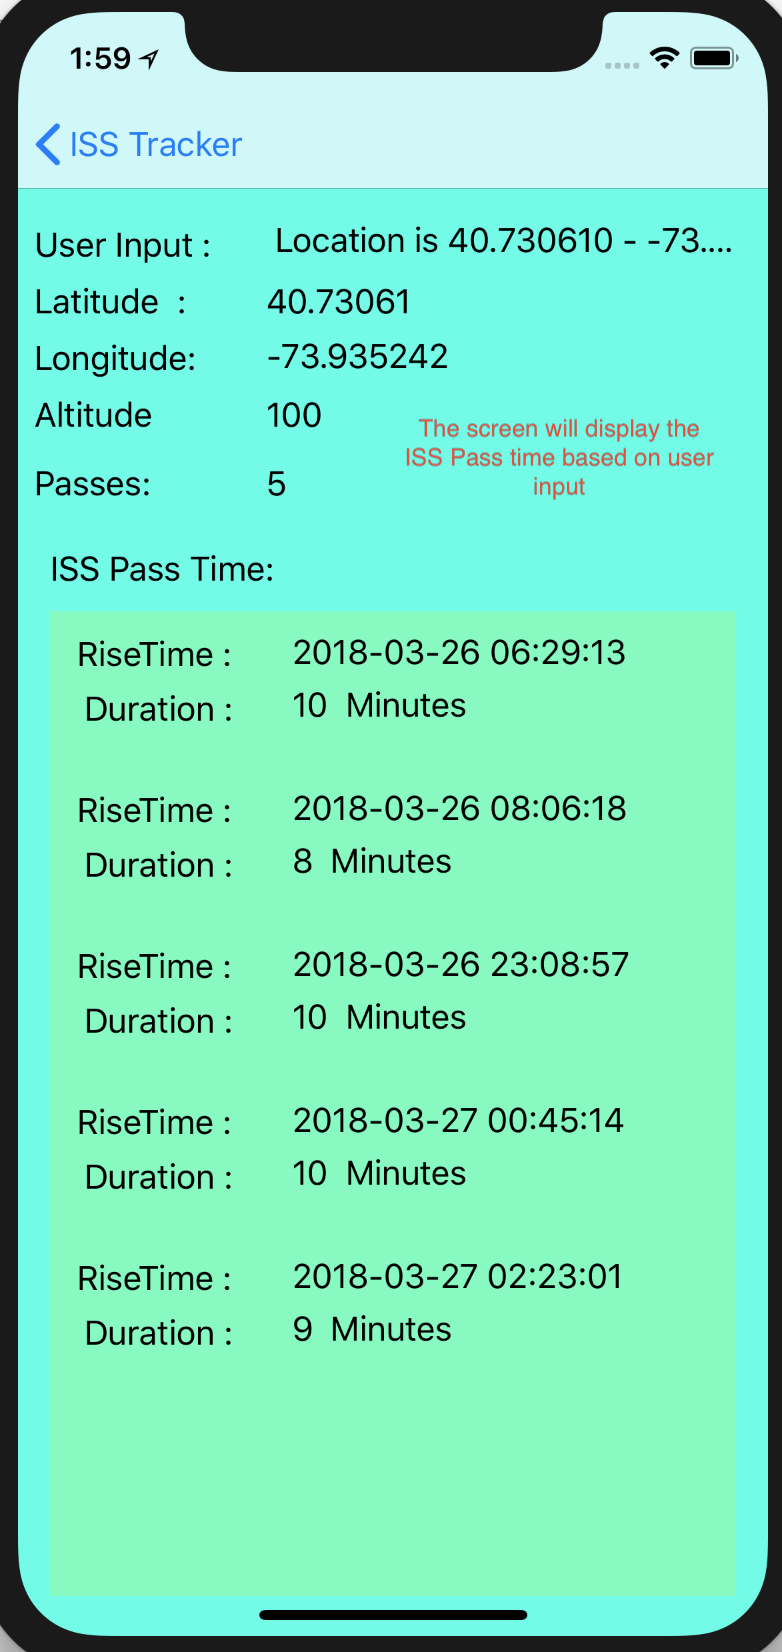 1:59
ISS Tracker
User Input : Location is 40.730610 - -73....
Latitude : 40.73061
Longitude: -73.935242
Altitude 100
The screen will display the
ISS Pass time based on user
input
Passes: 5
ISS Pass Time:
RiseTime : 2018-03-26 06:29:13
Duration : 10 Minutes
RiseTime : 2018-03-26 08:06:18
Duration : 8 Minutes
RiseTime : 2018-03-26 23:08:57
Duration : 10 Minutes
RiseTime : 2018-03-27 00:45:14
Duration : 10 Minutes
RiseTime : 2018-03-27 02:23:01
Duration : 9 Minutes